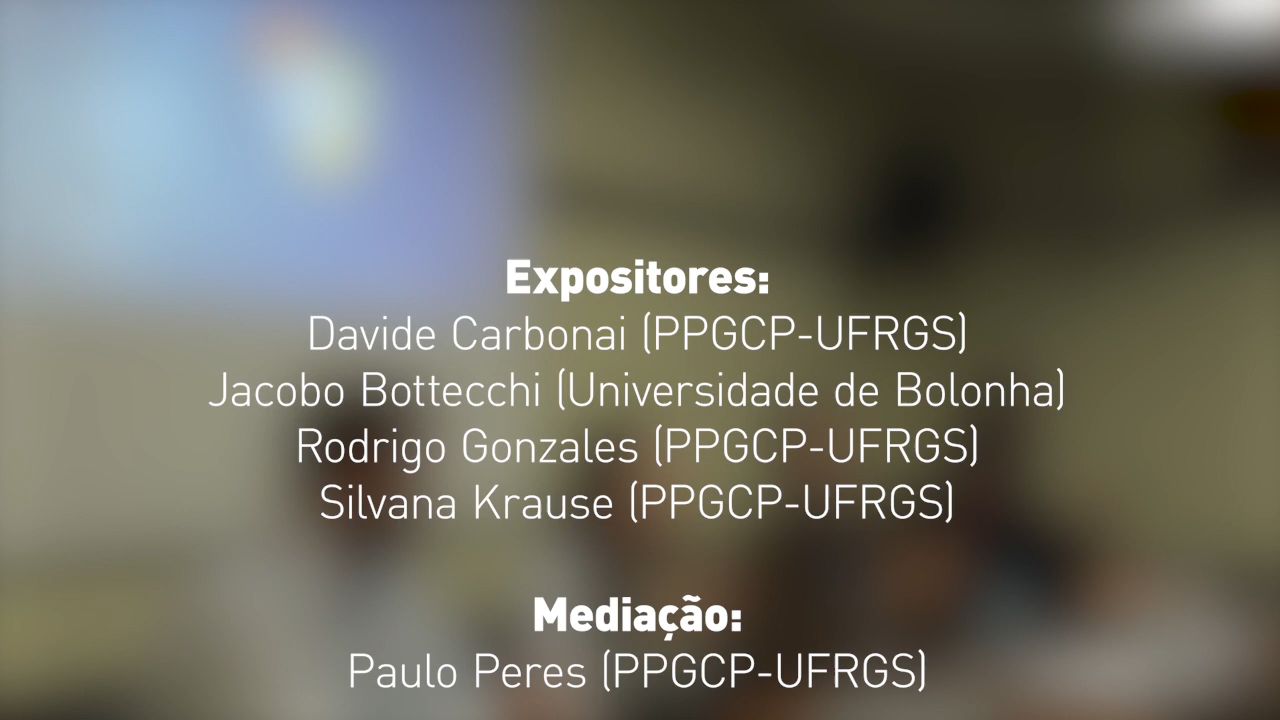 Expositores:
Davide Carbonai (PPGCP-UFRGS)
Jacobo Bottecchi (Universidade de Bolonha)
Rodrigo Gonzales (PPGCP-UFRGS)
Silvana Krause (PPGCP-UFRGS)
Mediação:
Paulo Peres (PPGCP-UFRGS)